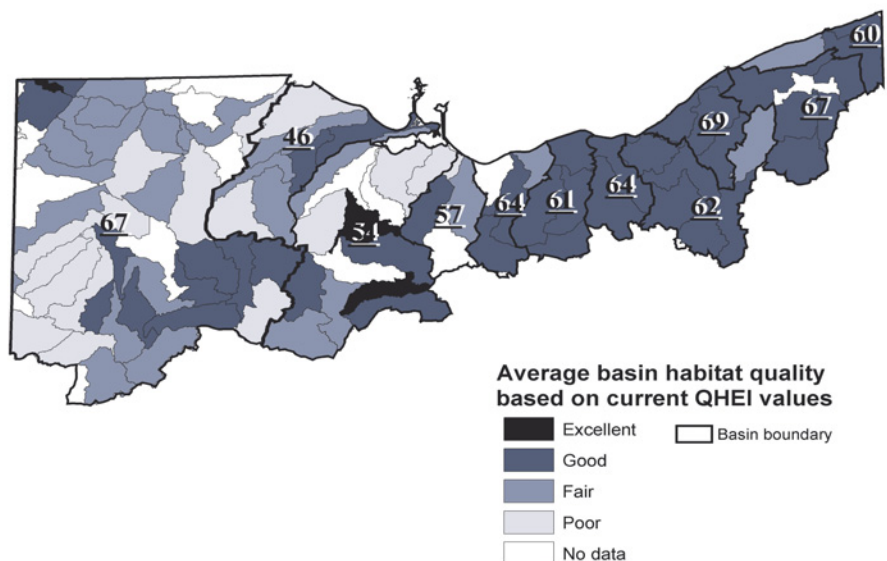 60
67
69
46
64
57
64
61
62
67
54
Average basin habitat quality
based on current QHEI values
Excellent
Basin boundary
Good
Fair
Poor
No data